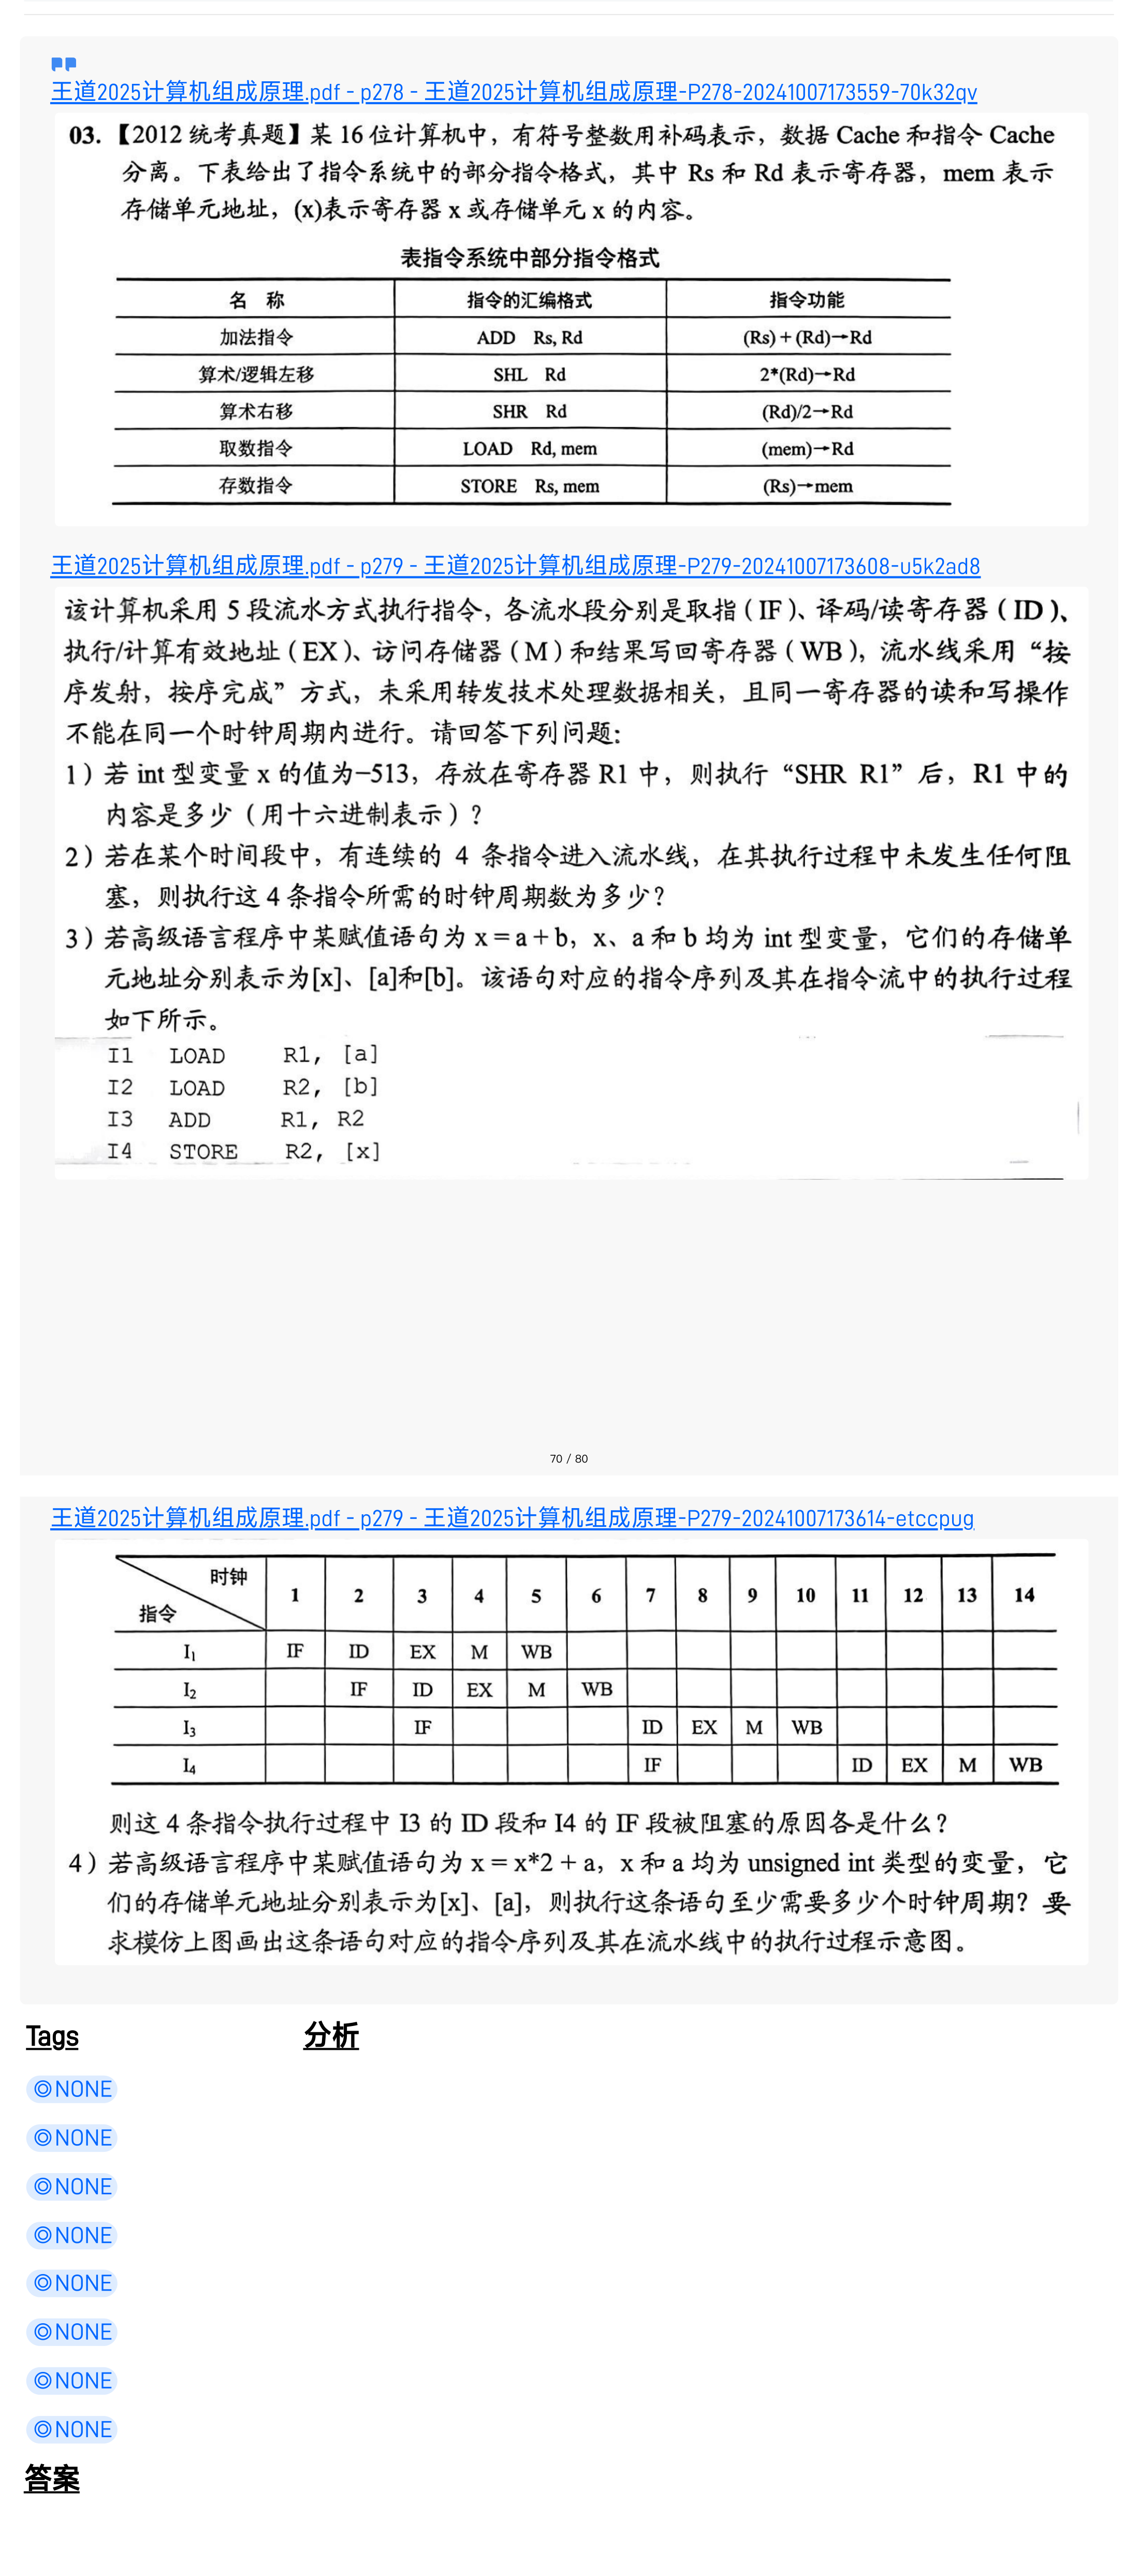 王道2025计算机组成原理.pdf - p278 - 王道2025计算机组成原理-P278-20241007173559-70k32qv
03.【2012 统考真题】某 16 位计算机中，有符号整数用补码表示，数据 Cache 和指令 Cache
分离。下表给出了指令系统中的部分指令格式，其中 Rs 和 Rd 表示寄存器，mem 表示
存储单元地址，(x)表示寄存器 x 或存储单元 x 的内容。
表指令系统中部分指令格式
名 称 指令的汇编格式 指令功能
加法指令 ADD Rs, Rd (Rs)+(Rd)→Rd
算术/逻辑左移 SHL Rd 2*(Rd)→Rd
算术右移 SHR Rd (Rd)/2→Rd
取数指令 LOAD Rd, mem (mem)→Rd
存数指令 STORE Rs, mem (Rs)→mem
王道2025计算机组成原理.pdf - p279 - 王道2025计算机组成原理-P279-20241007173608-u5k2ad8
该计算机采用 5 段流水方式执行指令，各流水段分别是取指（IF）、译码/读寄存器（ID）、
执行/计算有效地址（EX）、访问存储器（M）和结果写回寄存器（WB），流水线采用“按
序发射，按序完成”方式，未采用转发技术处理数据相关，且同一寄存器的读和写操作
不能在同一个时钟周期内进行。请回答下列问题：
1）若 int 型变量 x 的值为−513，存放在寄存器 R1 中，则执行“SHR R1”后，R1 中的
内容是多少（用十六进制表示）？
2）若在某个时间段中，有连续的 4 条指令进入流水线，在其执行过程中未发生任何阻
塞，则执行这 4 条指令所需的时钟周期数为多少？
3）若高级语言程序中某赋值语句为 x = a + b，x、a 和 b 均为 int 型变量，它们的存储单
元地址分别表示为[x]、[a]和[b]。该语句对应的指令序列及其在指令流中的执行过程
如下所示。
I1 LOAD R1, [a]
I2 LOAD R2, [b]
I3 ADD R1, R2
I4 STORE R2, [x]
70 / 80
王道2025计算机组成原理.pdf - p279 - 王道2025计算机组成原理-P279-20241007173614-etccpug
时钟 指令 1 2 3 4 5 6 7 8 9 10 11 12 13 14
I1 IF ID EX M WB
I2 IF ID EX M WB
I3 IF ID EX M WB
I4 IF ID EX M WB
则这 4 条指令执行过程中 I3 的 ID 段和 I4 的 IF 段被阻塞的原因各是什么？
4）若高级语言程序中某赋值语句为 x = x*2 + a，x 和 a 均为 unsigned int 类型的变量，它
们的存储单元地址分别表示为[x]、[a]，则执行这条语句至少需要多少个时钟周期？要
求模仿上图画出这条语句对应的指令序列及其在流水线中的执行过程示意图。
Tags 分析
◎NONE
◎NONE
◎NONE
◎NONE
◎NONE
◎NONE
◎NONE
◎NONE
答案